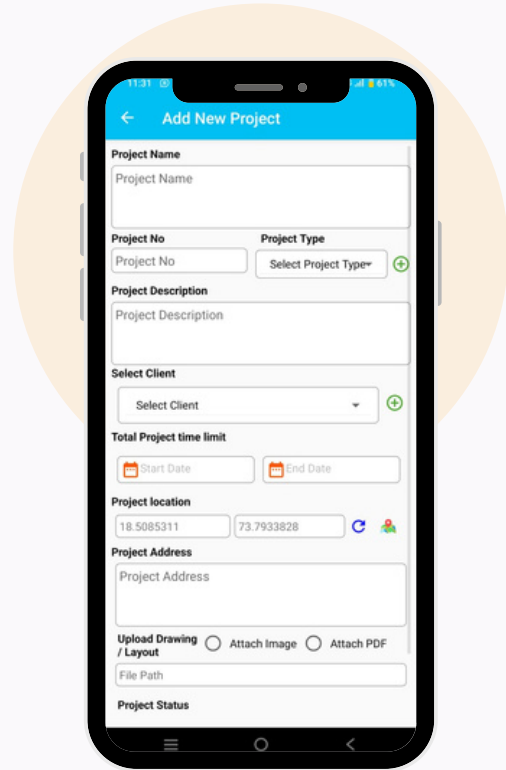 11:31 61%
Add New Project
Project Name
Project Name
Project No Project Type
Project No Select Project Type
Project Description
Project Description
Select Client
Select Client
Total Project time limit
Start Date End Date
Project location
18.5085311 73.7933828
Project Address
Project Address
Upload Drawing
/ Layout Attach Image Attach PDF
File Path
Project Status